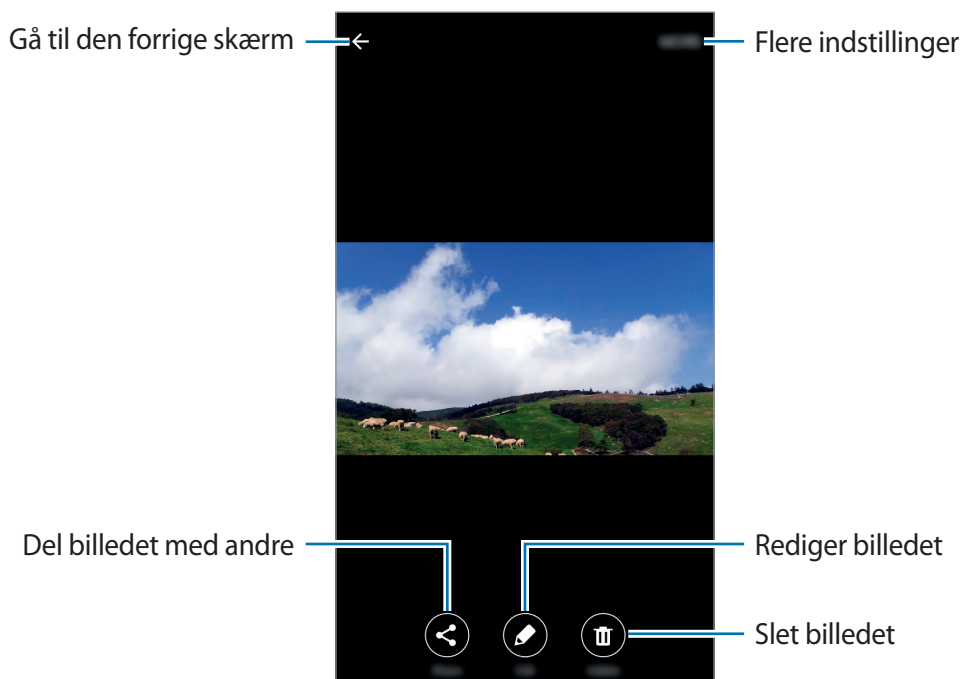 Gå til den forrige skærm
Flere indstillinger
Del billedet med andre
Rediger billedet
Slet billedet